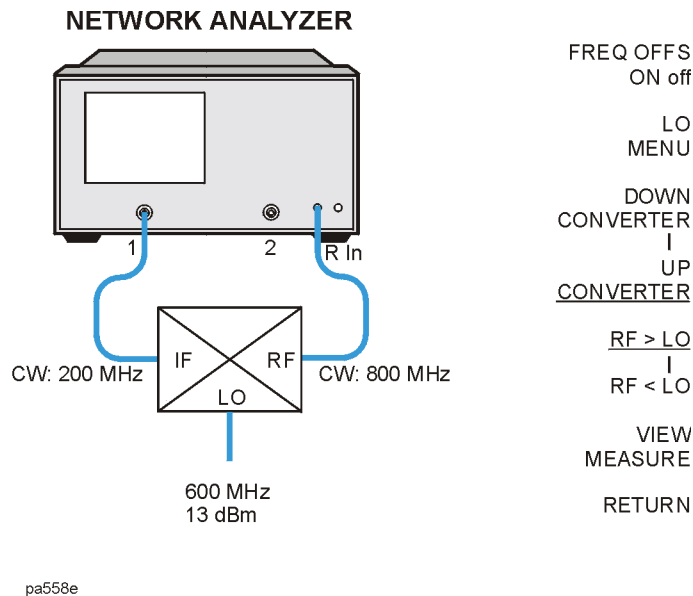 NETWORK ANALYZER
1
2
R In
IF
RF
LO
CW: 200 MHz
CW: 800 MHz
600 MHz
13 dBm
FREQ OFFS
ON off
LO
MENU
DOWN
CONVERTER
UP
CONVERTER
RF > LO
RF < LO
VIEW
MEASURE
RETURN
pa558e